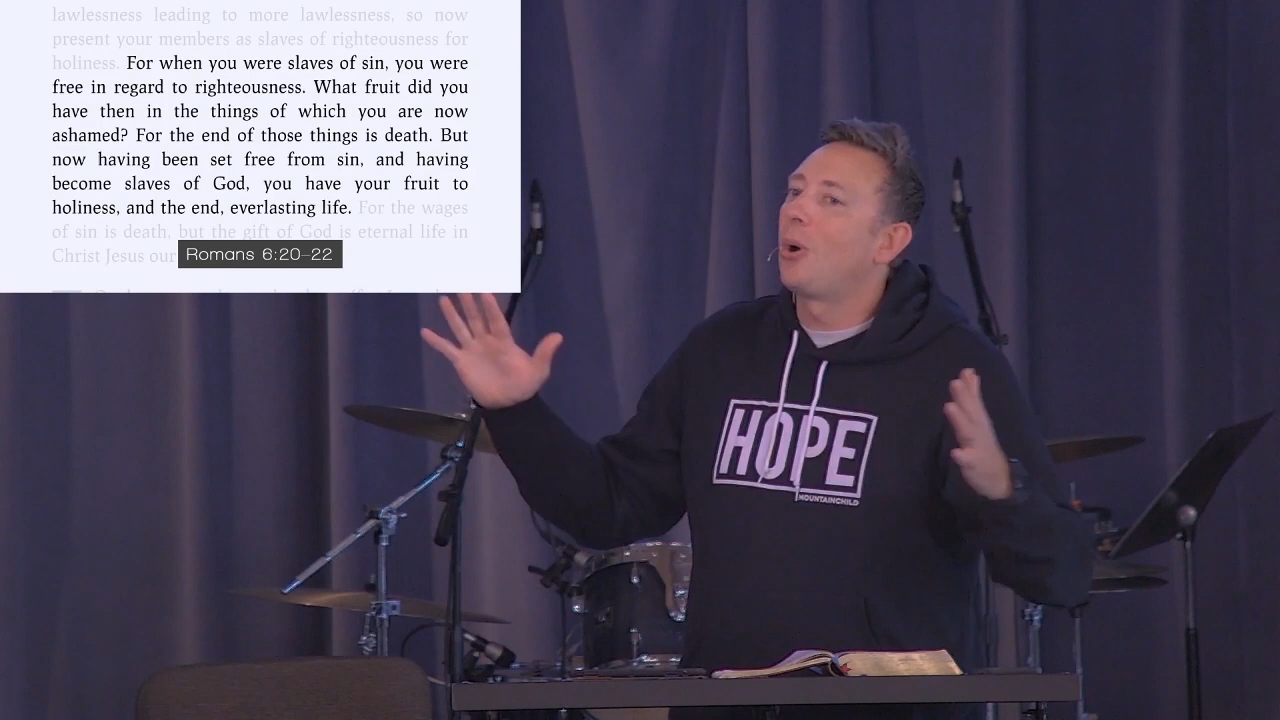 lawlessness leading to more lawlessness, so now
present your members as slaves of righteousness for
holiness. For when you were slaves of sin, you were
free in regard to righteousness. What fruit did you
have then in the things of which you are now
ashamed? For the end of those things is death. But
now having been set free from sin, and having
become slaves of God, you have your fruit to
holiness, and the end, everlasting life. For the wages
of sin is death, but the gift of God is eternal life in
Christ Jesus our
Romans 6:20–22
HOPE
MOUNTAINCHILD